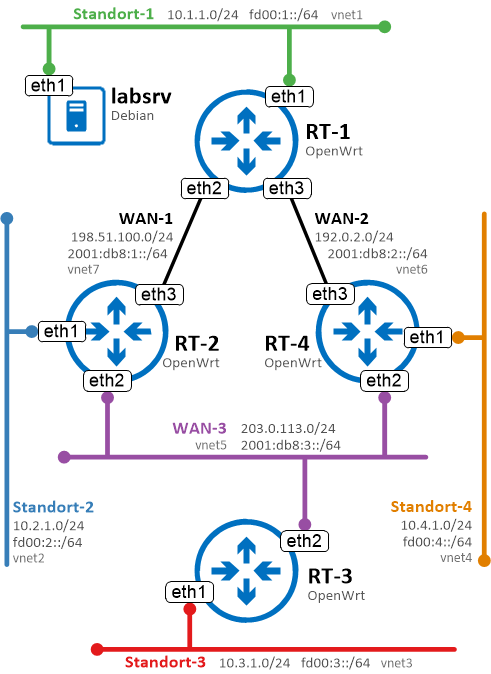 Standort-1 10.1.1.0/24 fd00:1::/64 vnet1
eth1
labsrv
Debian
eth1
RT-1
OpenWrt
eth2
eth3
WAN-1
198.51.100.0/24
2001:db8:1::/64
vnet7
WAN-2
192.0.2.0/24
2001:db8:2::/64
vnet6
eth3
eth1
RT-2
OpenWrt
eth2
eth3
eth1
RT-4
OpenWrt
eth2
WAN-3 203.0.113.0/24
vnet5 2001:db8:3::/64
Standort-2
10.2.1.0/24
fd00:2::/64
vnet2
Standort-4
10.4.1.0/24
fd00:4::/64
vnet4
eth2
RT-3
OpenWrt
eth1
Standort-3 10.3.1.0/24 fd00:3::/64 vnet3